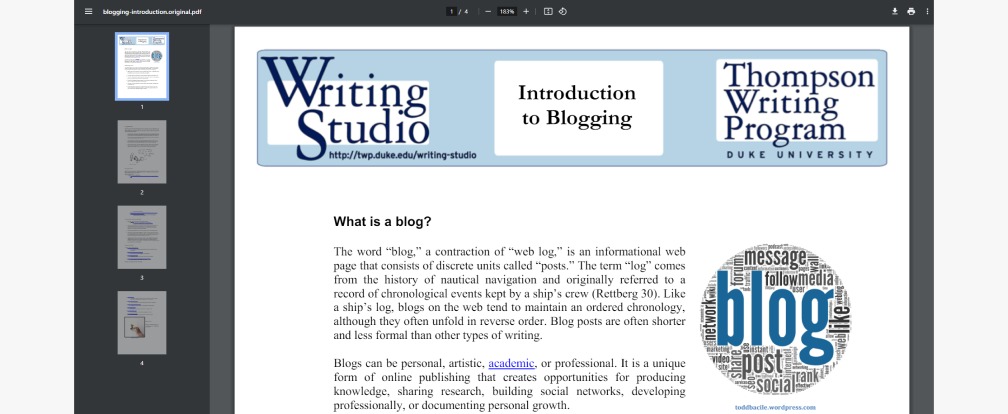 blogging-introduction.original.pdf
1 / 4
183%
1
2
3
4
Writing
Studio
http://twp.duke.edu/writing-studio
Introduction
to Blogging
Thompson
Writing
Program
DUKE UNIVERSITY
What is a blog?
The word “blog,” a contraction of “web log,” is an informational web
page that consists of discrete units called “posts.” The term “log” comes
from the history of nautical navigation and originally referred to a
record of chronological events kept by a ship’s crew (Rettberg 30). Like
a ship’s log, blogs on the web tend to maintain an ordered chronology,
although they often unfold in reverse order. Blog posts are often shorter
and less formal than other types of writing.
Blogs can be personal, artistic, academic, or professional. It is a unique
form of online publishing that creates opportunities for producing
knowledge, sharing research, building social networks, developing
professionally, or documenting personal growth.
message
forum
follow
media
user
blog
network
like
weblog
marketing
video
site
share
instant
internet
post
rank
social
toddbacile.wordpress.com